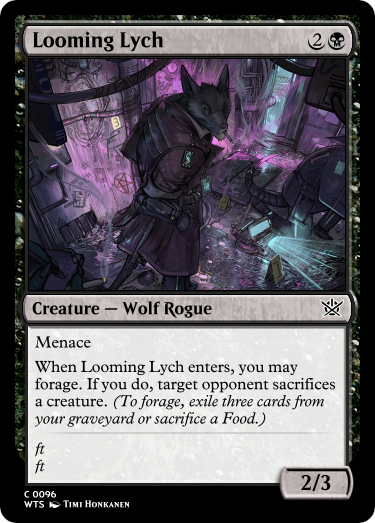 Looming Lych 2
Creature — Wolf Rogue
Menace
When Looming Lych enters, you may
forage. If you do, target opponent sacrifices
a creature. (To forage, exile three cards from
your graveyard or sacrifice a Food.)
ft
ft
2/3
C 0096
WTS Timi Honkanen